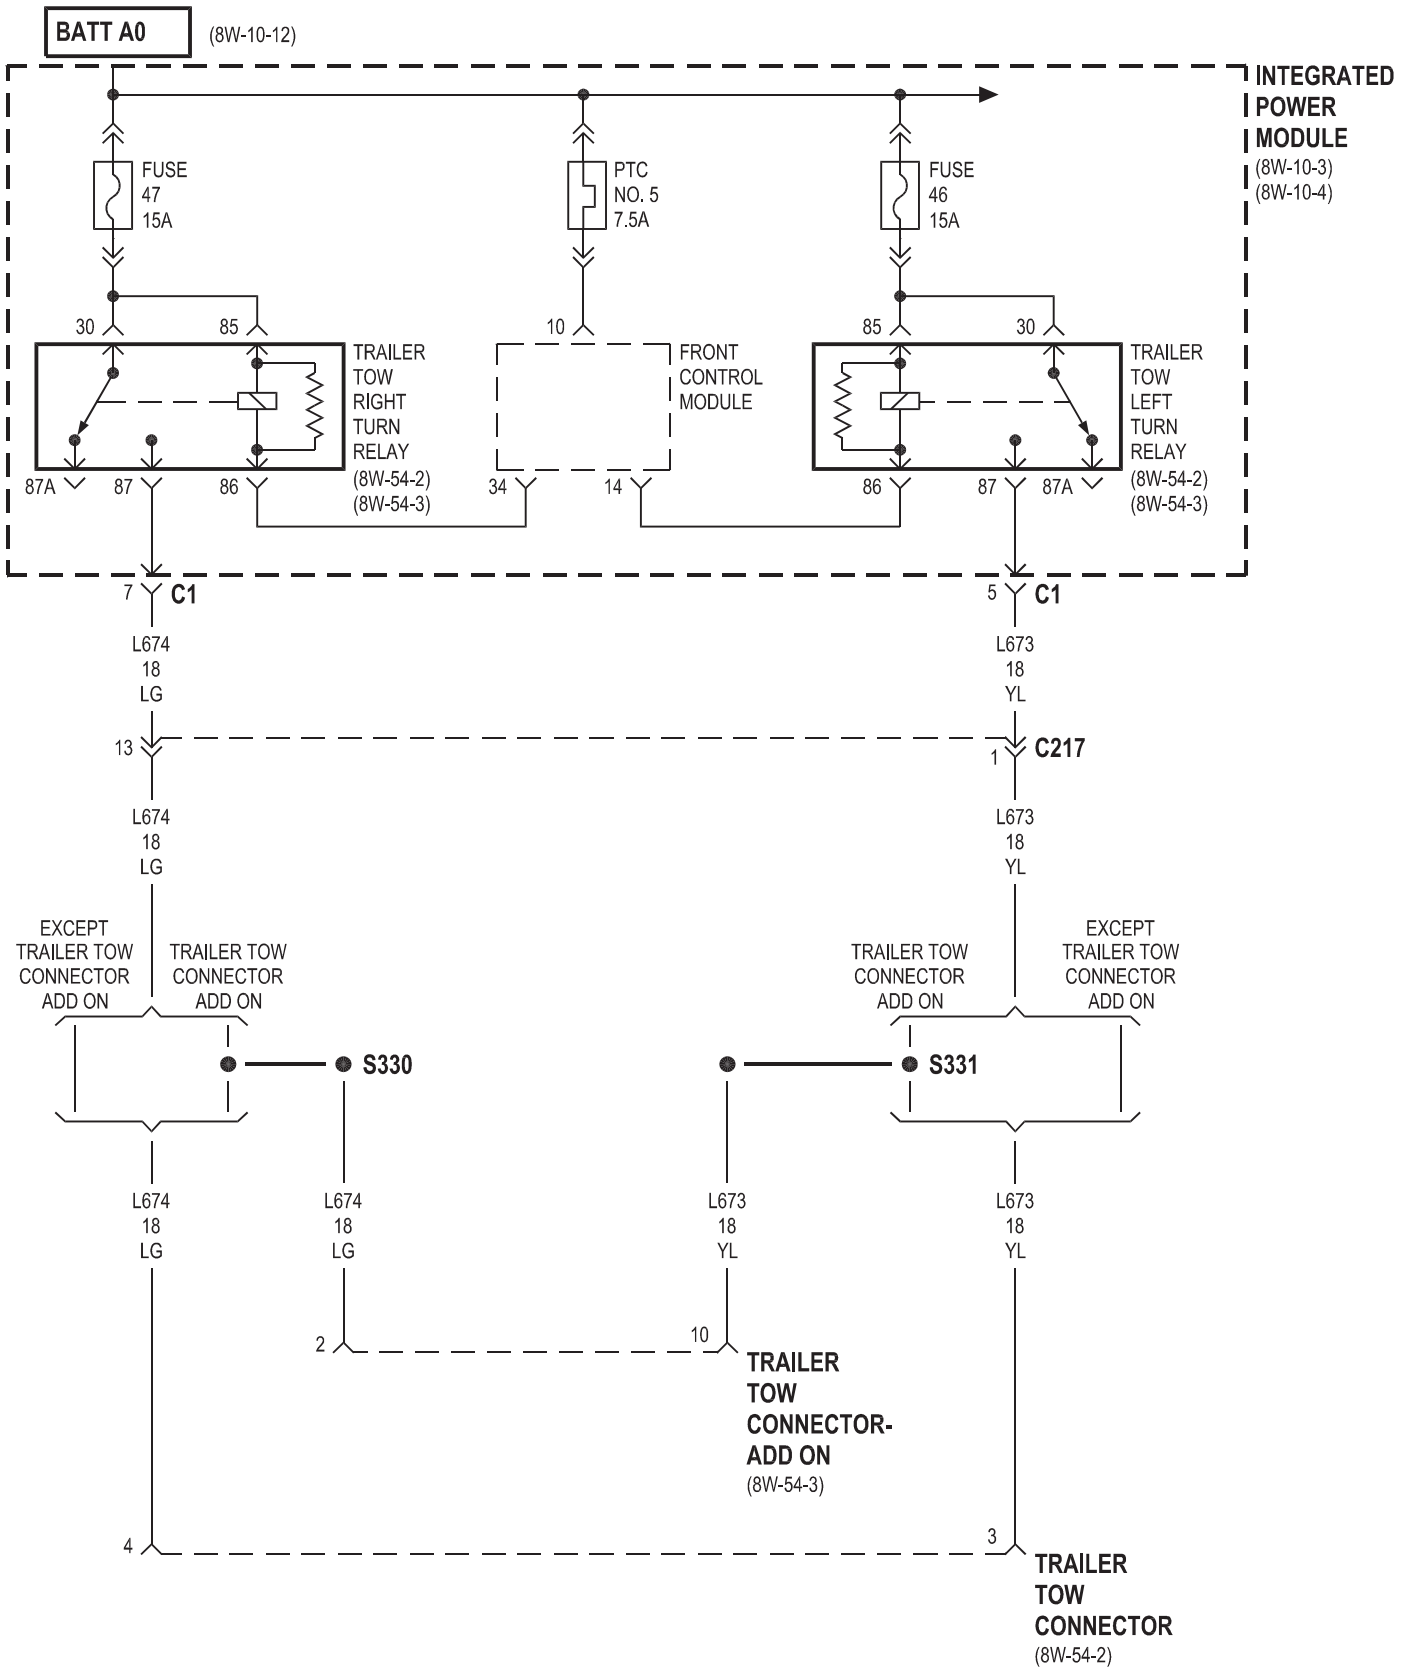 BATT A0
(8W-10-12)
INTEGRATED
POWER
MODULE
(8W-10-3)
(8W-10-4)
FUSE
47
15A
PTC
NO. 5
7.5A
FUSE
46
15A
30
85
10
85
30
TRAILER
TOW
RIGHT
TURN
RELAY
(8W-54-2)
(8W-54-3)
FRONT
CONTROL
MODULE
TRAILER
TOW
LEFT
TURN
RELAY
(8W-54-2)
(8W-54-3)
87A
87
86
34
14
86
87
87A
7
C1
5
C1
L674
18
LG
L673
18
YL
13
1
C217
L674
18
LG
L673
18
YL
EXCEPT
TRAILER TOW
CONNECTOR
ADD ON
TRAILER TOW
CONNECTOR
ADD ON
TRAILER TOW
CONNECTOR
ADD ON
EXCEPT
TRAILER TOW
CONNECTOR
ADD ON
S330
S331
L674
18
LG
L674
18
LG
L673
18
YL
L673
18
YL
2
10
TRAILER
TOW
CONNECTOR-
ADD ON
(8W-54-3)
4
3
TRAILER
TOW
CONNECTOR
(8W-54-2)